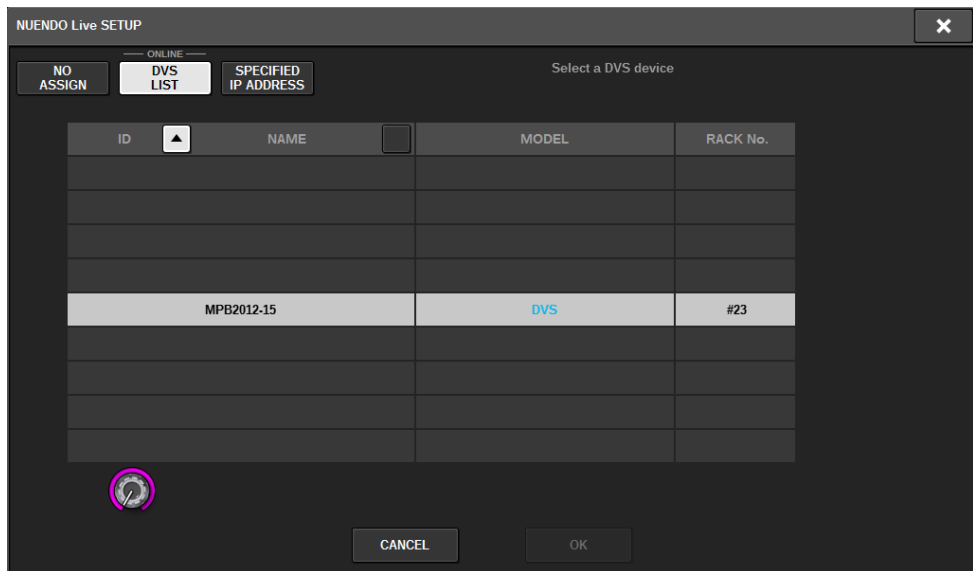 NUENDO Live SETUP
ONLINE
NO ASSIGN
DVS LIST
SPECIFIED IP ADDRESS
Select a DVS device
ID NAME MODEL RACK No.
MPB2012-15 DVS #23
CANCEL OK